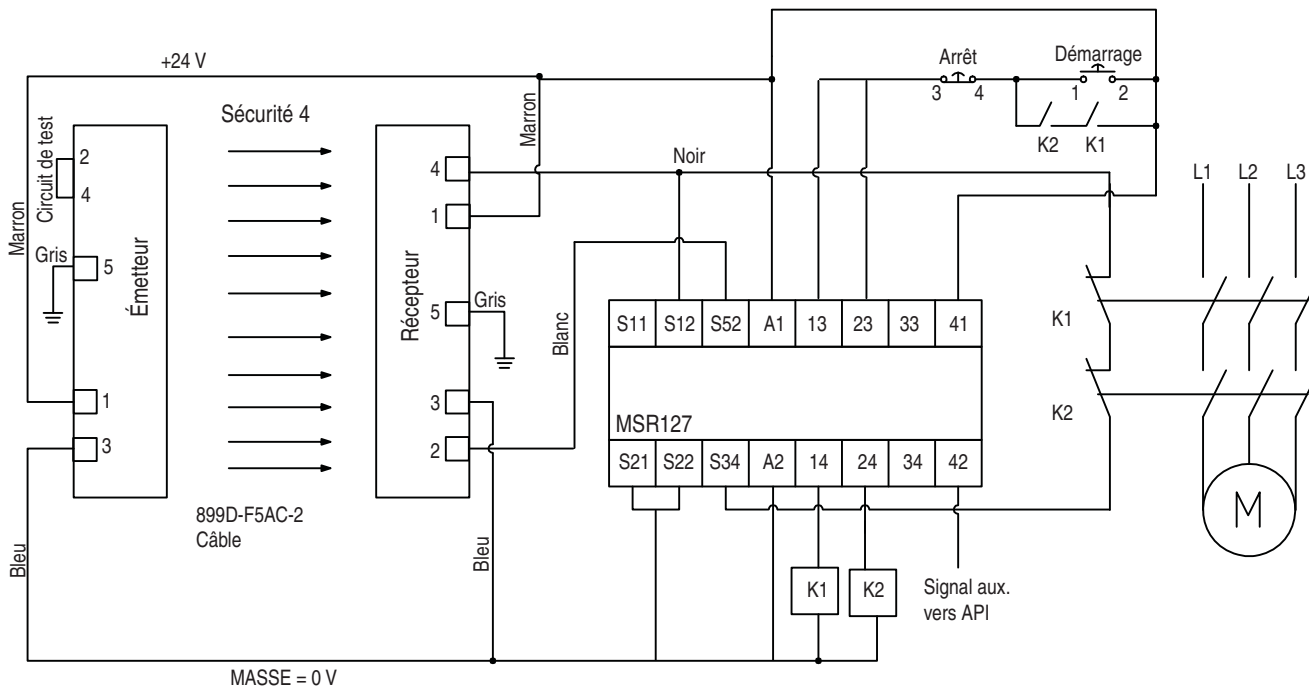 +24 V
Sécurité 4
Circuit de test
2
4
Marron
Gris
5
Émetteur
1
3
Bleu
899D-F5AC-2
Câble
MASSE = 0 V
Récepteur
4
1
5
3
2
Marron
Gris
Bleu
Blanc
Noir
Arrêt
3 4
Démarrage
1 2
K2 K1
S11 S12 S52 A1 13 23 33 41
MSR127
S21 S22 S34 A2 14 24 34 42
K1
K2
Signal aux.
vers API
L1 L2 L3
K1
K2
M